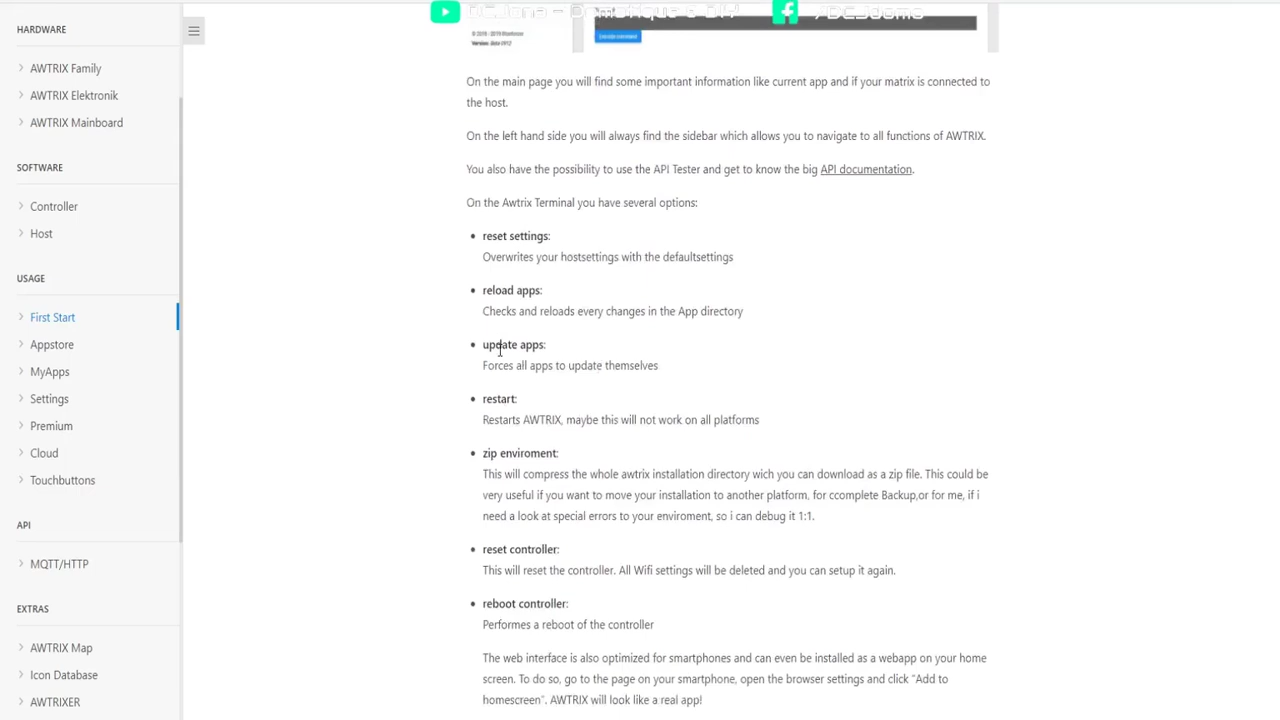 HARDWARE
AWTRIX Family
AWTRIX Elektronik
AWTRIX Mainboard
SOFTWARE
Controller
Host
USAGE
First Start
Appstore
MyApps
Settings
Premium
Cloud
Touchbuttons
API
MQTT/HTTP
EXTRAS
AWTRIX Map
Icon Database
AWTRIXER
/DCJdomo
On the main page you will find some important information like current app and if your matrix is connected to
the host.
On the left hand side you will always find the sidebar which allows you to navigate to all functions of AWTRIX.
You also have the possibility to use the API Tester and get to know the big API documentation.
On the Awtrix Terminal you have several options:
reset settings:
Overwrites your hostsettings with the defaultsettings
reload apps:
Checks and reloads every changes in the App directory
update apps:
Forces all apps to update themselves
restart:
Restarts AWTRIX, maybe this will not work on all platforms
zip enviroment:
This will compress the whole awtrix installation directory wich you can download as a zip file. This could be
very useful if you want to move your installation to another platform, for ccomplete Backup,or for me, if i
need a look at special errors to your enviroment, so i can debug it 1:1.
reset controller:
This will reset the controller. All Wifi settings will be deleted and you can setup it again.
reboot controller:
Performes a reboot of the controller
The web interface is also optimized for smartphones and can even be installed as a webapp on your home
screen. To do so, go to the page on your smartphone, open the browser settings and click "Add to
homescreen". AWTRIX will look like a real app!